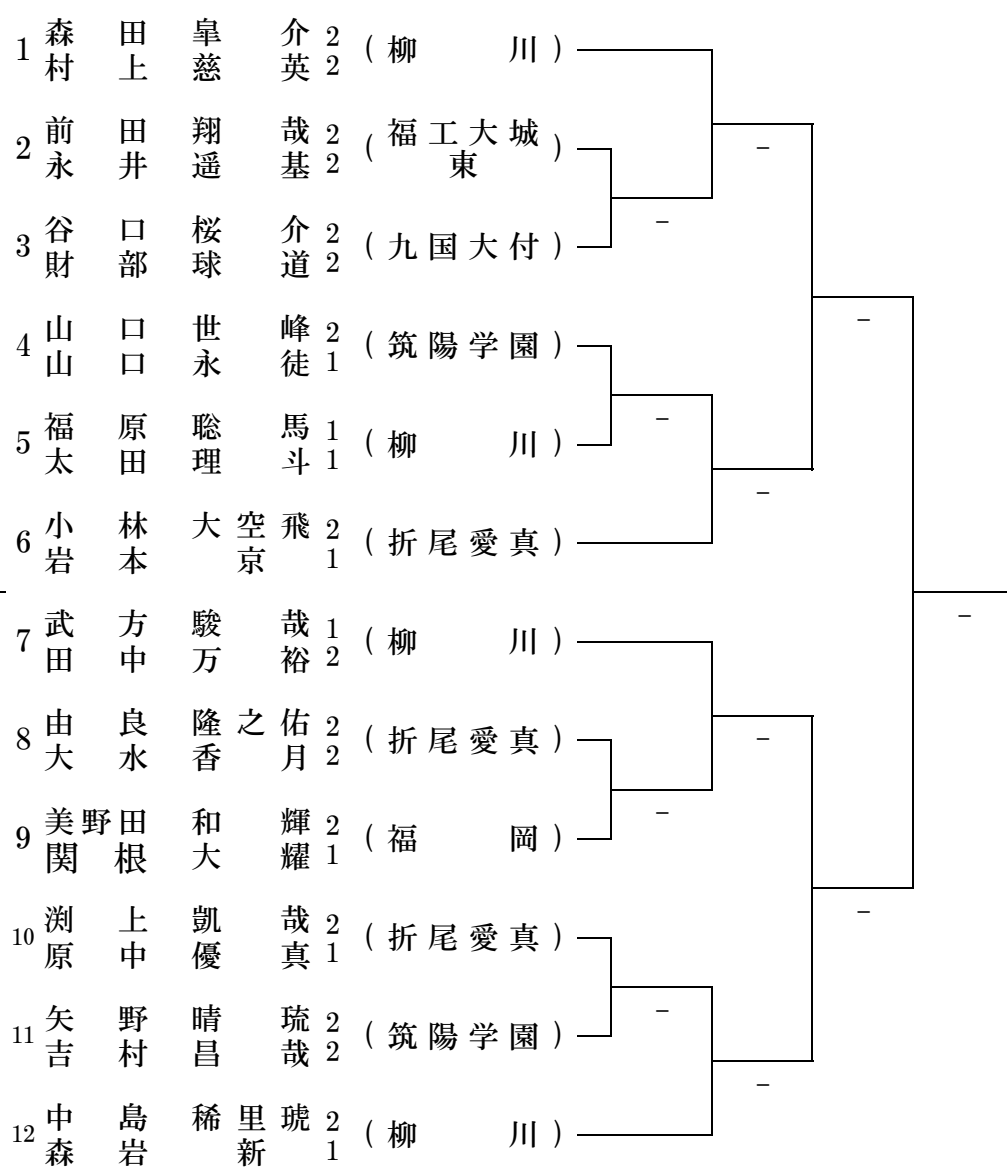 1 森田皐介 2 (柳川)
村上慈英 2
2 前田翔哉 2 (福工大城東)
永井遥基 2
–
3 谷口桜介 2 (九国大付)
財部球道 2
–
4 山口世峰 2 (筑陽学園)
山口永徒 1
–
5 福原聡馬 1 (柳川)
太田理斗 1
–
6 小林大空飛 2 (折尾愛真)
岩本京 1
–
7 武方駿哉 1 (柳川)
田中万裕 2
–
8 由良隆之佑 2 (折尾愛真)
大水香月 2
–
9 美野田和輝 2 (福岡)
関根大耀 1
–
10 渕上凱哉 2 (折尾愛真)
原中優真 1
–
11 矢野晴琉 2 (筑陽学園)
吉村昌哉 2
–
12 中島稀里琥 2 (柳川)
森岩新 1
–